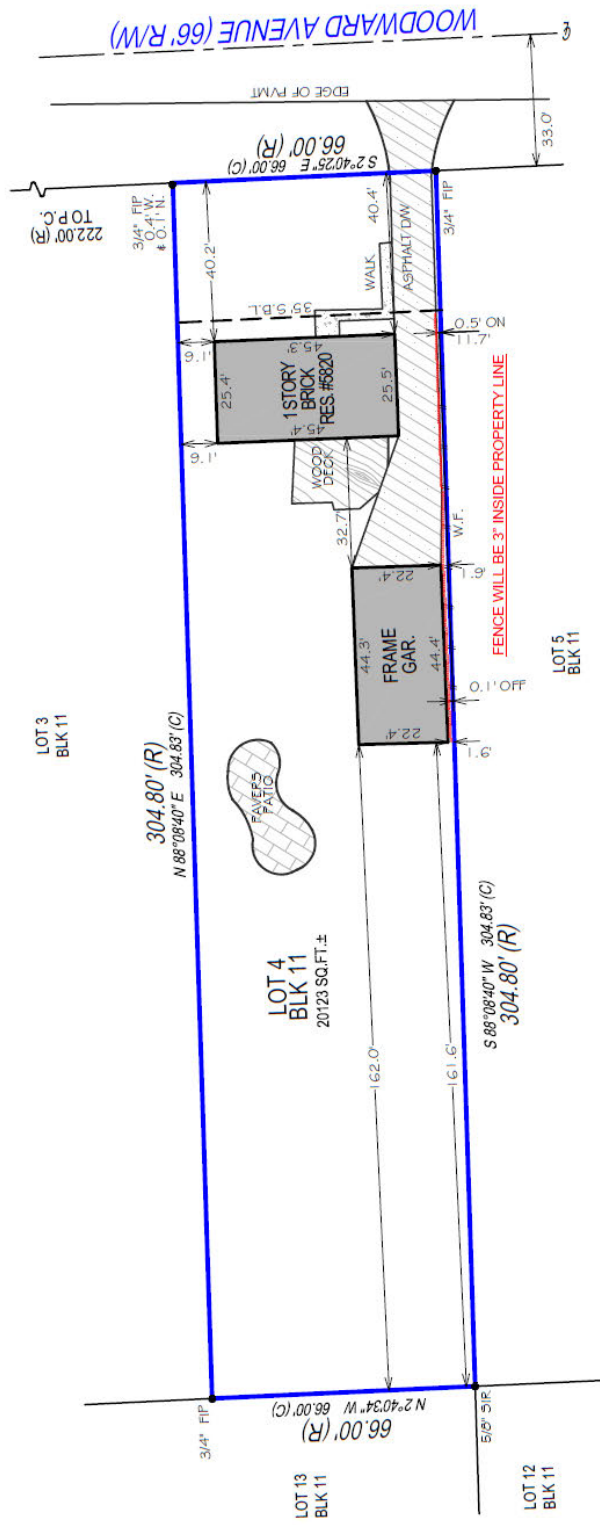 WOODWARD AVENUE (66' R/W)
EDGE OF PVMT
33.0'
222.00' (R)
TO P.C.
3/4" FIP
0.4' W.
& 0.1' N.
66.00' (R)
S 2°40'25" E 66.00' (C)
3/4" FIP
40.2'
40.4'
WALK
ASPHALT D/W
35' S.B.L.
9.1'
9.1'
25.4'
45.3'
1 STORY
BRICK
RES. #5820
45.4'
25.5'
0.5' ON
11.7'
WOOD
DECK
32.7'
W.F.
FENCE WILL BE 3" INSIDE PROPERTY LINE
22.4'
1.9'
44.3'
FRAME
GAR.
44.4'
22.4'
1.6'
0.1' OFF
PAVERS
PATIO
LOT 3
BLK 11
304.80' (R)
N 88°08'40" E 304.83' (C)
LOT 4
BLK 11
20123 SQ.FT.±
LOT 5
BLK 11
162.0'
161.6'
S 88°08'40" W 304.83' (C)
304.80' (R)
3/4" FIP
N 2°40'34" W 66.00' (C)
66.00' (R)
5/8" SIR
LOT 13
BLK 11
LOT 12
BLK 11